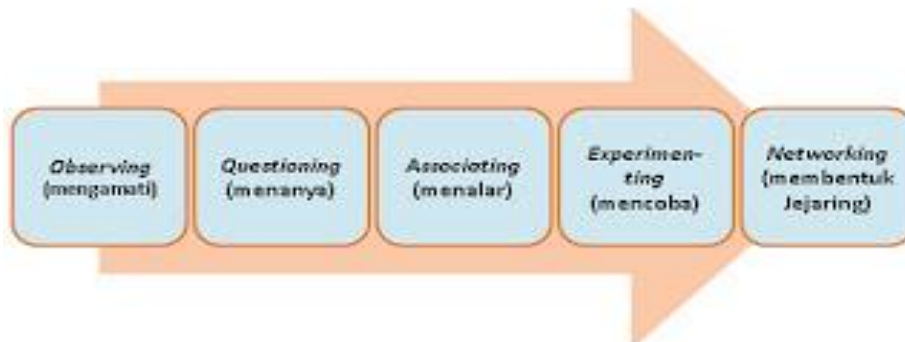 Observing
(mengamati)
Questioning
(menanya)
Associating
(menalar)
Experimen-
ting
(mencoba)
Networking
(membentuk
Jejaring)